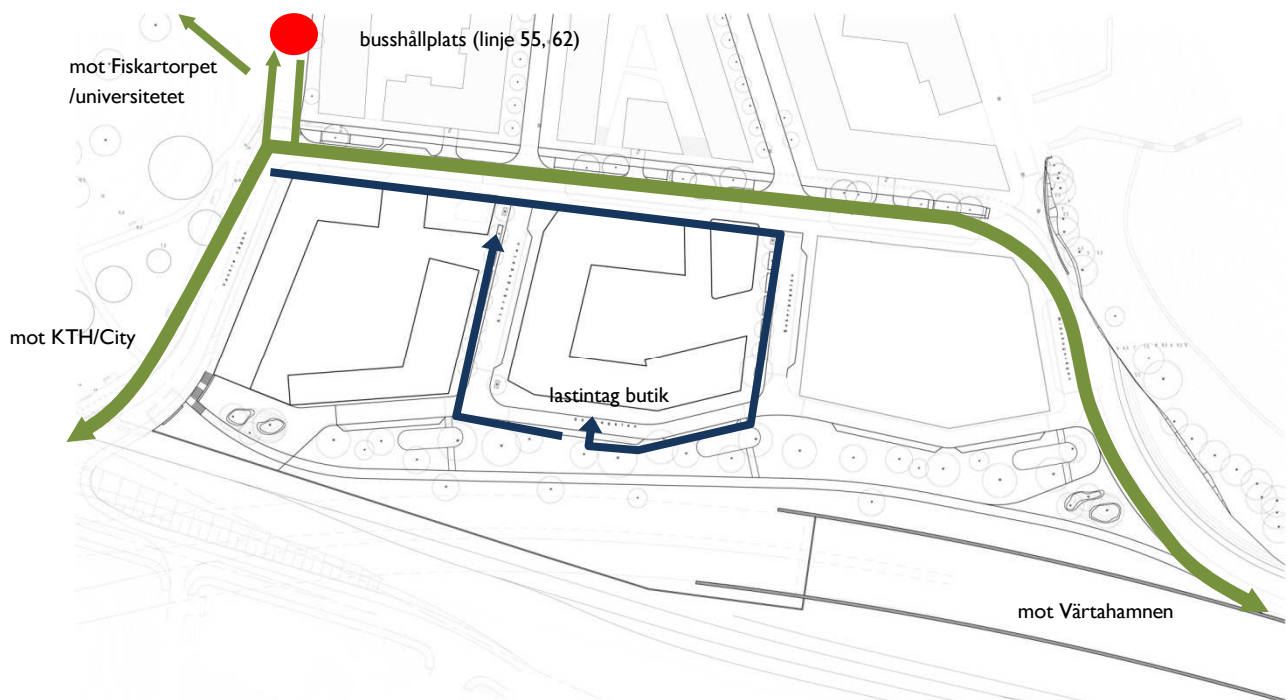 busshållplats (linje 55, 62)
mot Fiskartorpet
/universitetet
mot KTH/City
lastintag butik
mot Värtahamnen